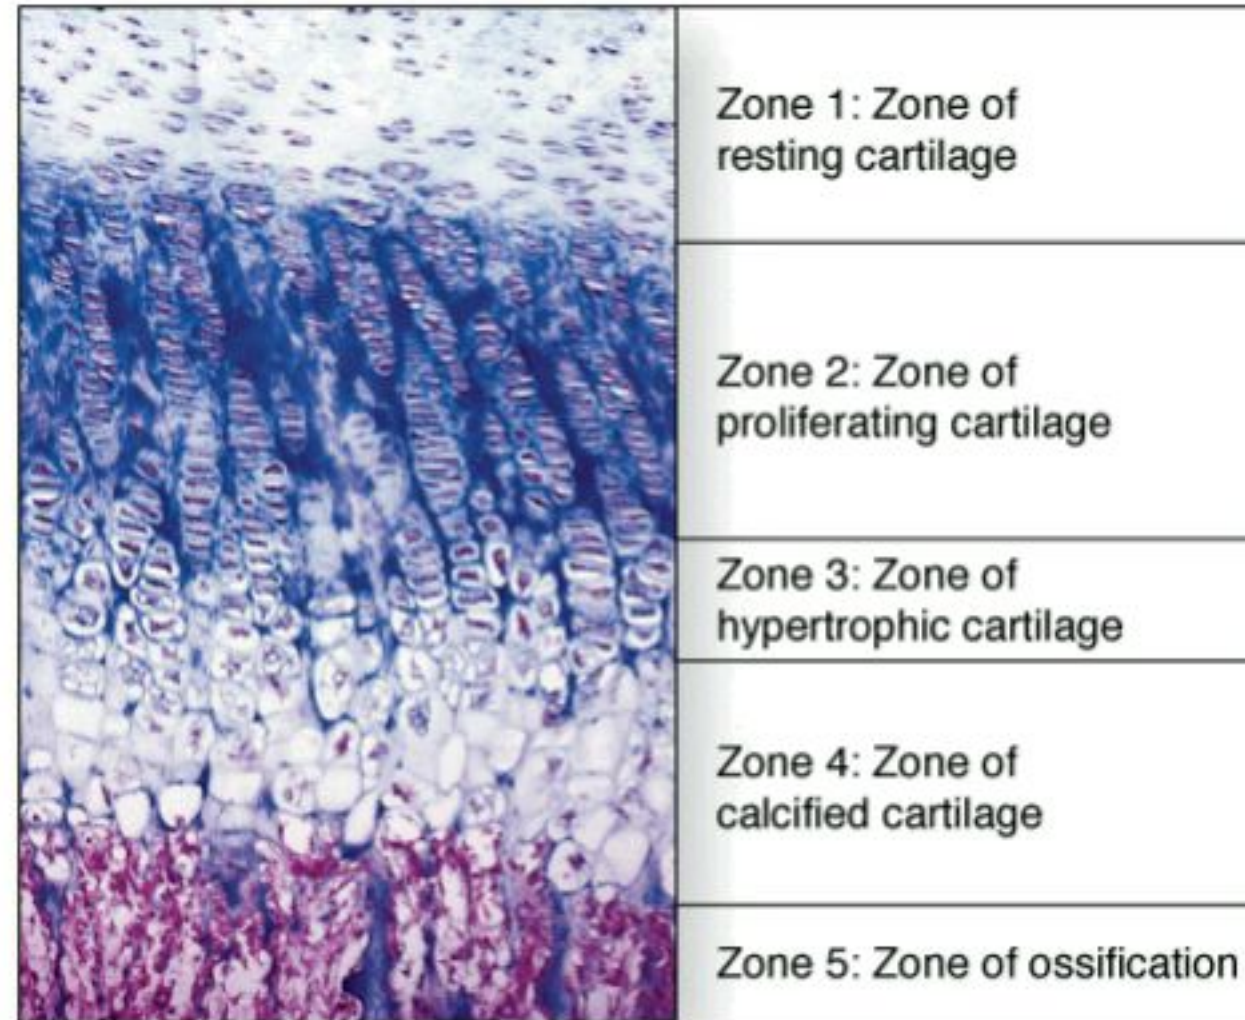 Zone 1: Zone of
resting cartilage
Zone 2: Zone of
proliferating cartilage
Zone 3: Zone of
hypertrophic cartilage
Zone 4: Zone of
calcified cartilage
Zone 5: Zone of ossification